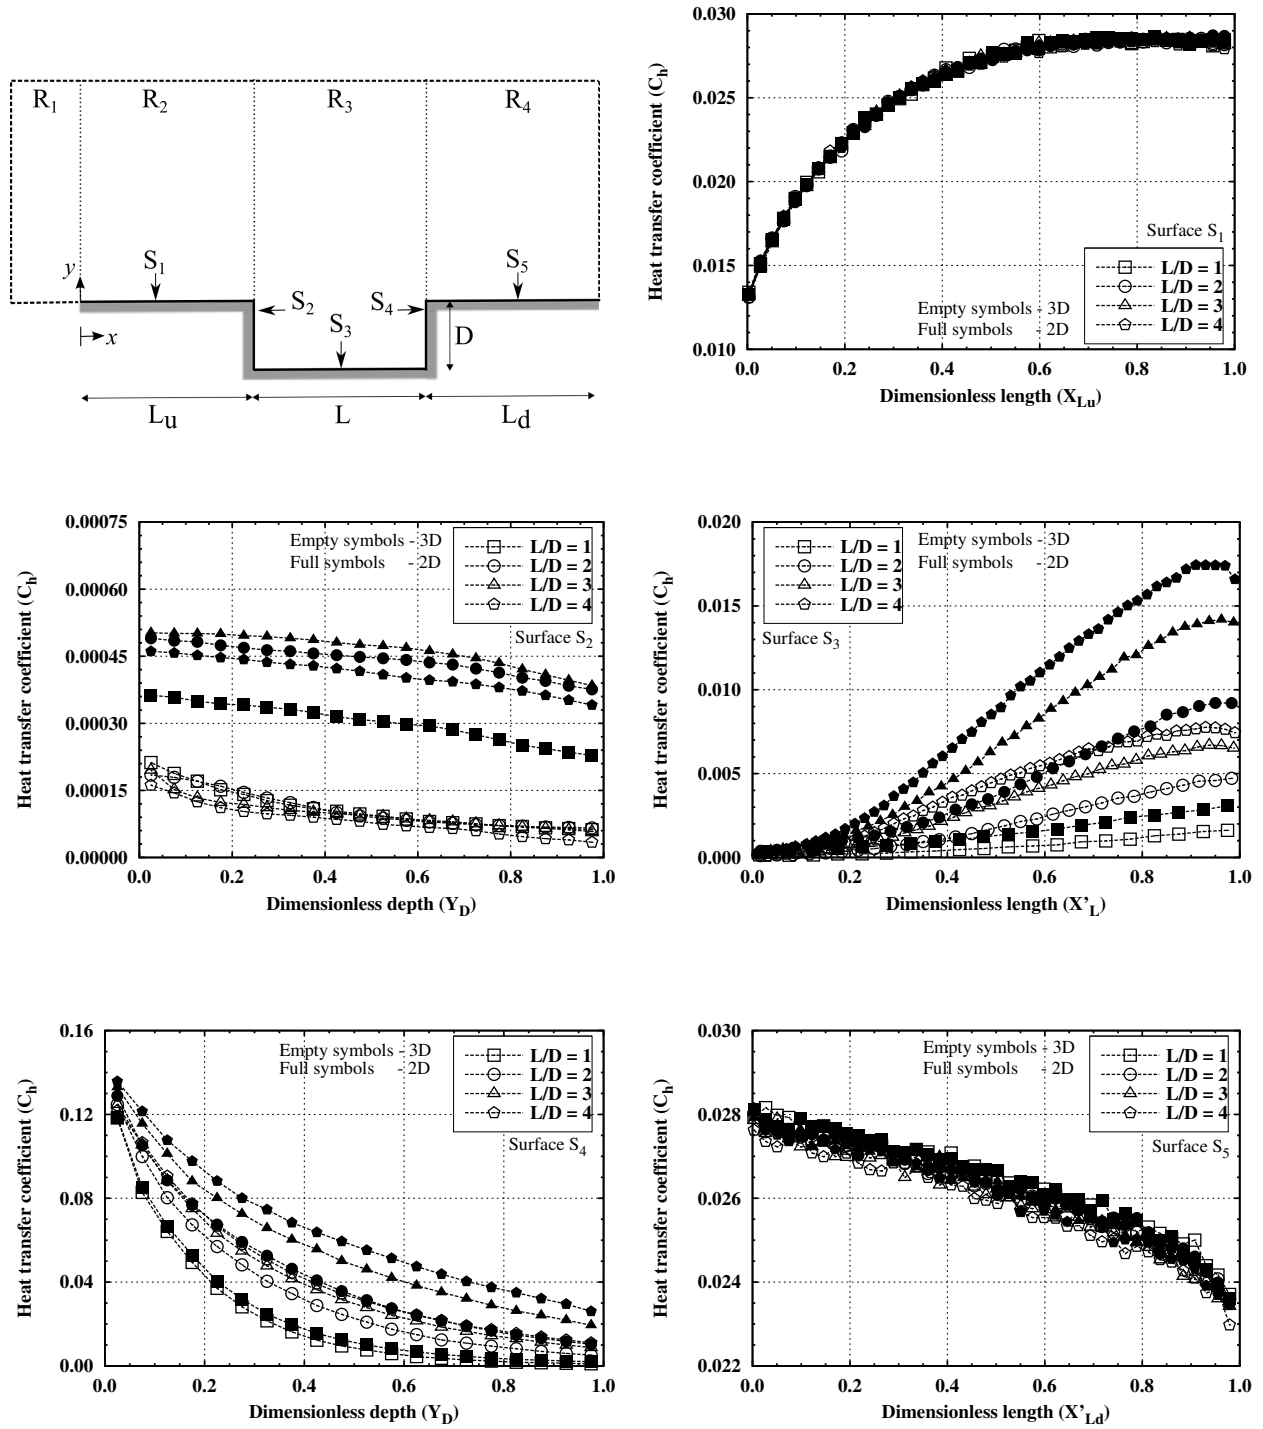 R1 R2 R3 R4
y
S1 S5
S2 S4
S3
D
x
Lu L Ld
Heat transfer coefficient (Ch)
0.030
0.025
0.020
0.015
0.010
Surface S1
L/D = 1
L/D = 2
L/D = 3
L/D = 4
Empty symbols - 3D
Full symbols - 2D
0.0 0.2 0.4 0.6 0.8 1.0
Dimensionless length (XLu)
Heat transfer coefficient (Ch)
0.00075
0.00060
0.00045
0.00030
0.00015
0.00000
Empty symbols - 3D
Full symbols - 2D
L/D = 1
L/D = 2
L/D = 3
L/D = 4
Surface S2
0.0 0.2 0.4 0.6 0.8 1.0
Dimensionless depth (YD)
Heat transfer coefficient (Ch)
0.020
0.015
0.010
0.005
0.000
L/D = 1
L/D = 2
L/D = 3
L/D = 4
Empty symbols - 3D
Full symbols - 2D
Surface S3
0.0 0.2 0.4 0.6 0.8 1.0
Dimensionless length (X’L)
Heat transfer coefficient (Ch)
0.16
0.12
0.08
0.04
0.00
Empty symbols - 3D
Full symbols - 2D
L/D = 1
L/D = 2
L/D = 3
L/D = 4
Surface S4
0.0 0.2 0.4 0.6 0.8 1.0
Dimensionless depth (YD)
Heat transfer coefficient (Ch)
0.030
0.028
0.026
0.024
0.022
Empty symbols - 3D
Full symbols - 2D
L/D = 1
L/D = 2
L/D = 3
L/D = 4
Surface S5
0.0 0.2 0.4 0.6 0.8 1.0
Dimensionless length (X’Ld)